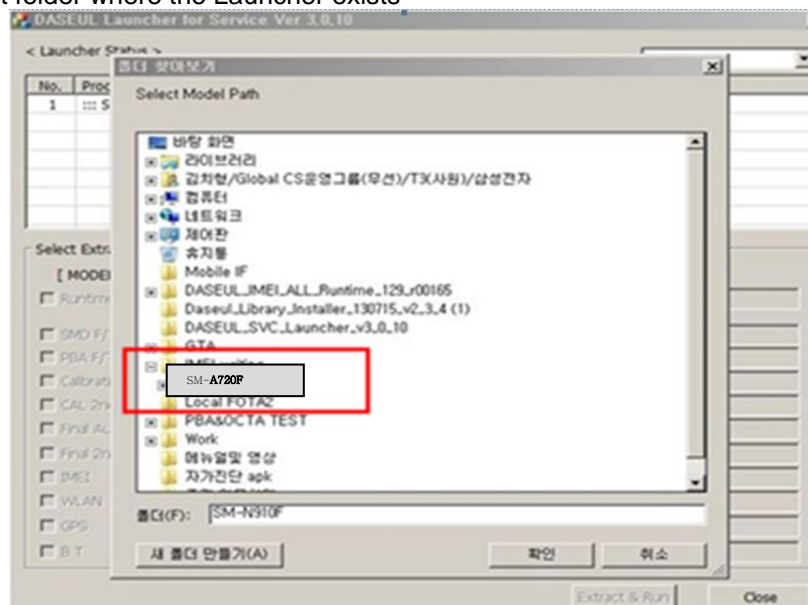 t folder where the Launcher exists
DASEUL Launcher for Service Ver 3,0,10
< Launcher Status >
폴더 찾아보기
No. Proc
Select Model Path
1 ::: S
바탕 화면
라이브러리
김치형/Global CS운영그룹(무선)/T3(사원)/삼성전자
컴퓨터
네트워크
제어판
휴지통
Mobile IF
DASEUL_IMEI_ALL_Runtime_129_r00165
Daseul_Library_Installer_130715_v2_3_4 (1)
DASEUL_SVC_Launcher_v3_0_10
GTA
SM-A720F
Local FOTA2
PBA&OCTA TEST
Work
메뉴얼및 영상
자가진단 apk
Select Extr
[ MODE
Runtime
SMD F/
PBA F/
Calibrati
CAL 2n
Final Ac
Final 2n
IMEI
WLAN
GPS
B T
폴더(F): SM-N910F
새 폴더 만들기(A) 확인 취소
Extract & Run Close